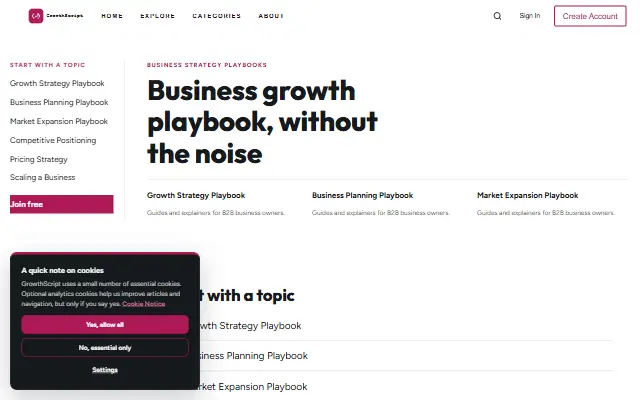 GrowthScript
HOME
EXPLORE
CATEGORIES
ABOUT
Sign In
Create Account
START WITH A TOPIC
Growth Strategy Playbook
Business Planning Playbook
Market Expansion Playbook
Competitive Positioning
Pricing Strategy
Scaling a Business
Join free
BUSINESS STRATEGY PLAYBOOKS
Business growth
playbook, without
the noise
Growth Strategy Playbook
Guides and explainers for B2B business owners.
Business Planning Playbook
Guides and explainers for B2B business owners.
Market Expansion Playbook
Guides and explainers for B2B business owners.
A quick note on cookies
GrowthScript uses a small number of essential cookies.
Optional analytics cookies help us improve articles and
navigation, but only if you say yes. Cookie Notice
Yes, allow all
No, essential only
Settings
t with a topic
wth Strategy Playbook
siness Planning Playbook
rket Expansion Playbook